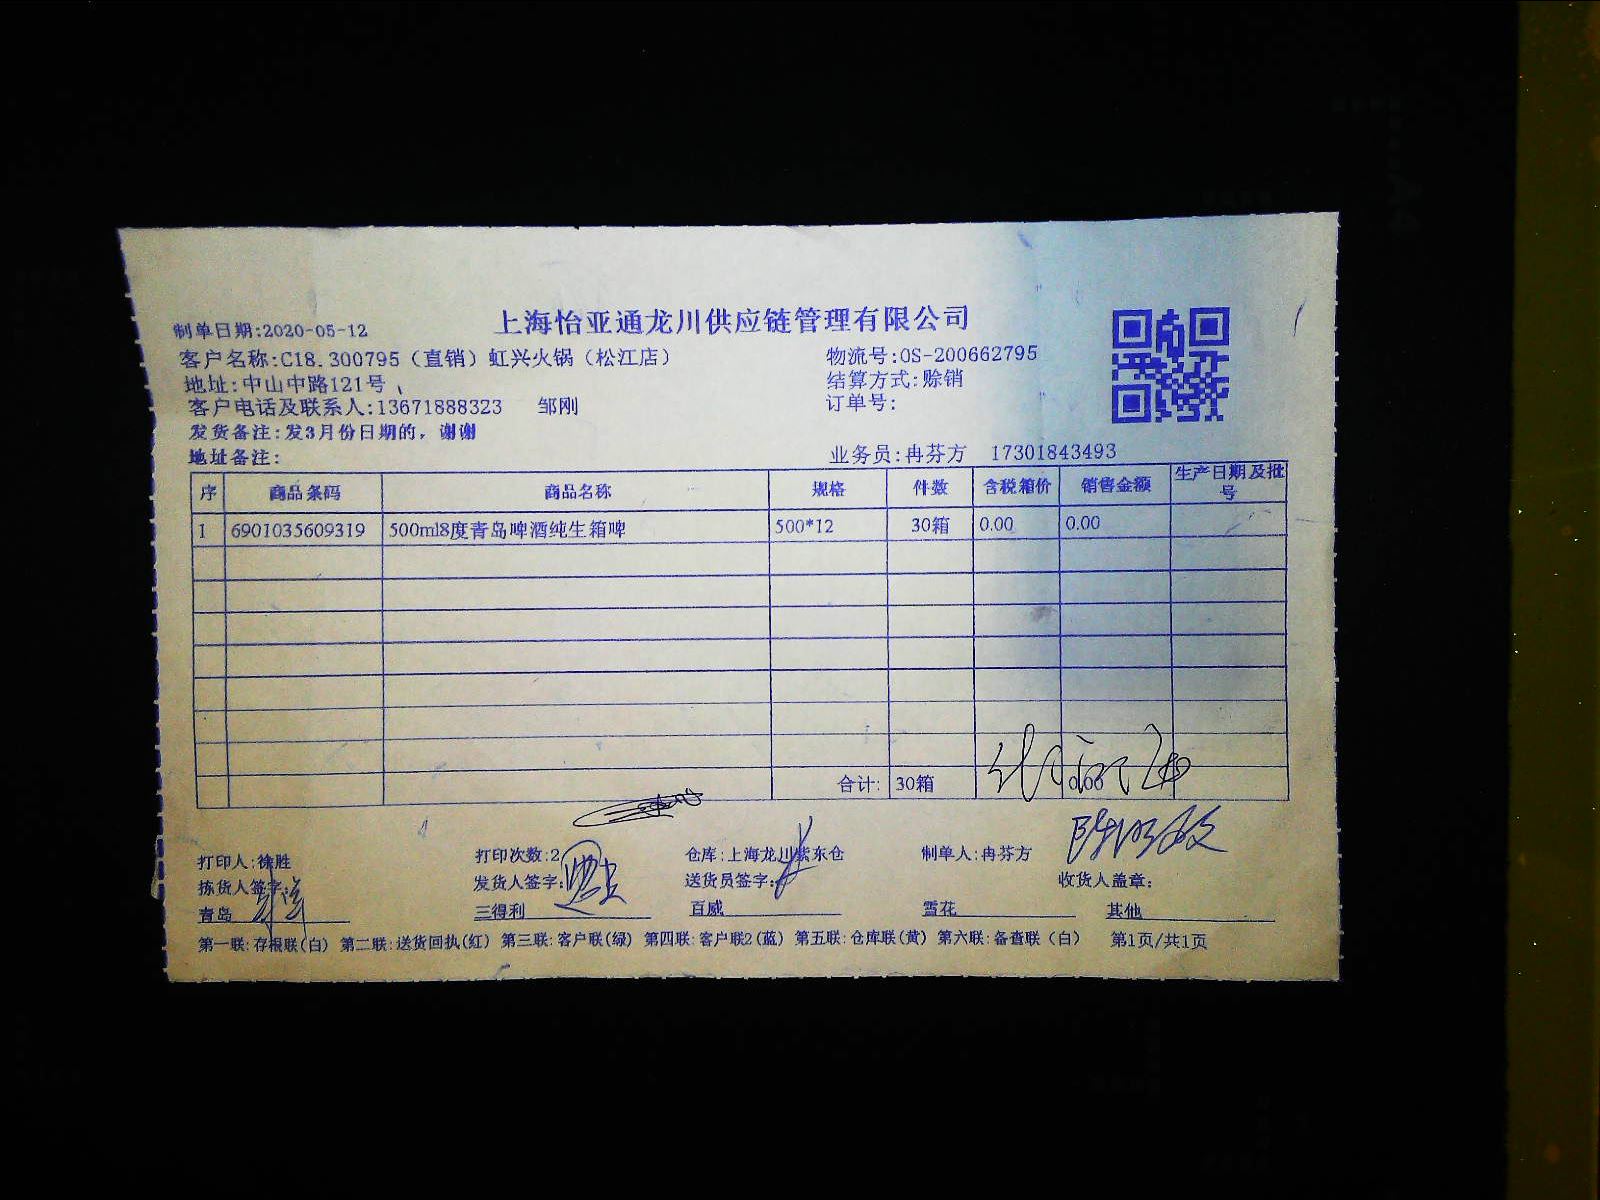 上海怡亚通龙川供应链管理有限公司
制单日期:2020-05-12
客户名称:C18.300795（直销）虹兴火锅（松江店） 物流号:OS-200662795
地址:中山中路121号 结算方式:赊销
客户电话及联系人:13671888323 邹刚 订单号:
发货备注:发3月份日期的，谢谢
地址备注: 业务员:冉芬方 17301843493
序 商品条码 商品名称 规格 件数 含税箱价 销售金额 生产日期及批号
1 6901035609319 500ml8度青岛啤酒纯生箱啤 500*12 30箱 0.00 0.00
合计: 30箱 0.00
打印人:徐胜 打印次数:2 仓库:上海龙川紫东仓 制单人:冉芬方
拣货人签字: 发货人签字: 送货员签字: 收货人盖章:
青岛 三得利 百威 雪花 其他
第一联:存根联(白) 第二联:送货回执(红) 第三联:客户联(绿) 第四联:客户联2(蓝) 第五联:仓库联(黄) 第六联:备查联（白） 第1页/共1页